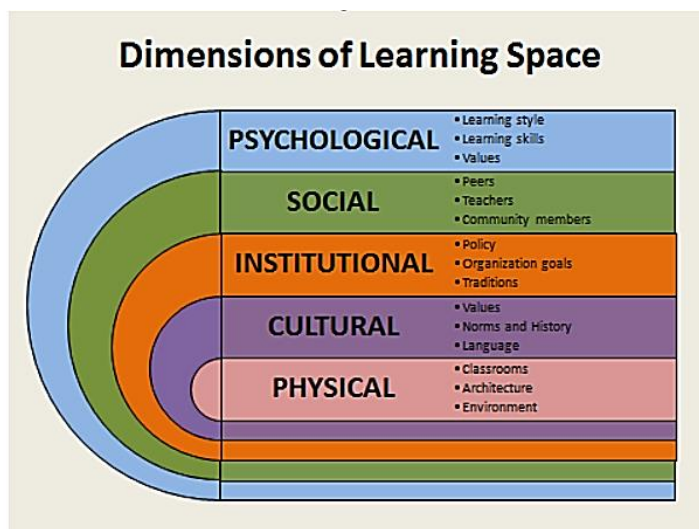 Dimensions of Learning Space
PSYCHOLOGICAL
▪ Learning style
▪ Learning skills
▪ Values
SOCIAL
▪ Peers
▪ Teachers
▪ Community members
INSTITUTIONAL
▪ Policy
▪ Organization goals
▪ Traditions
CULTURAL
▪ Values
▪ Norms and History
▪ Language
PHYSICAL
▪ Classrooms
▪ Architecture
▪ Environment